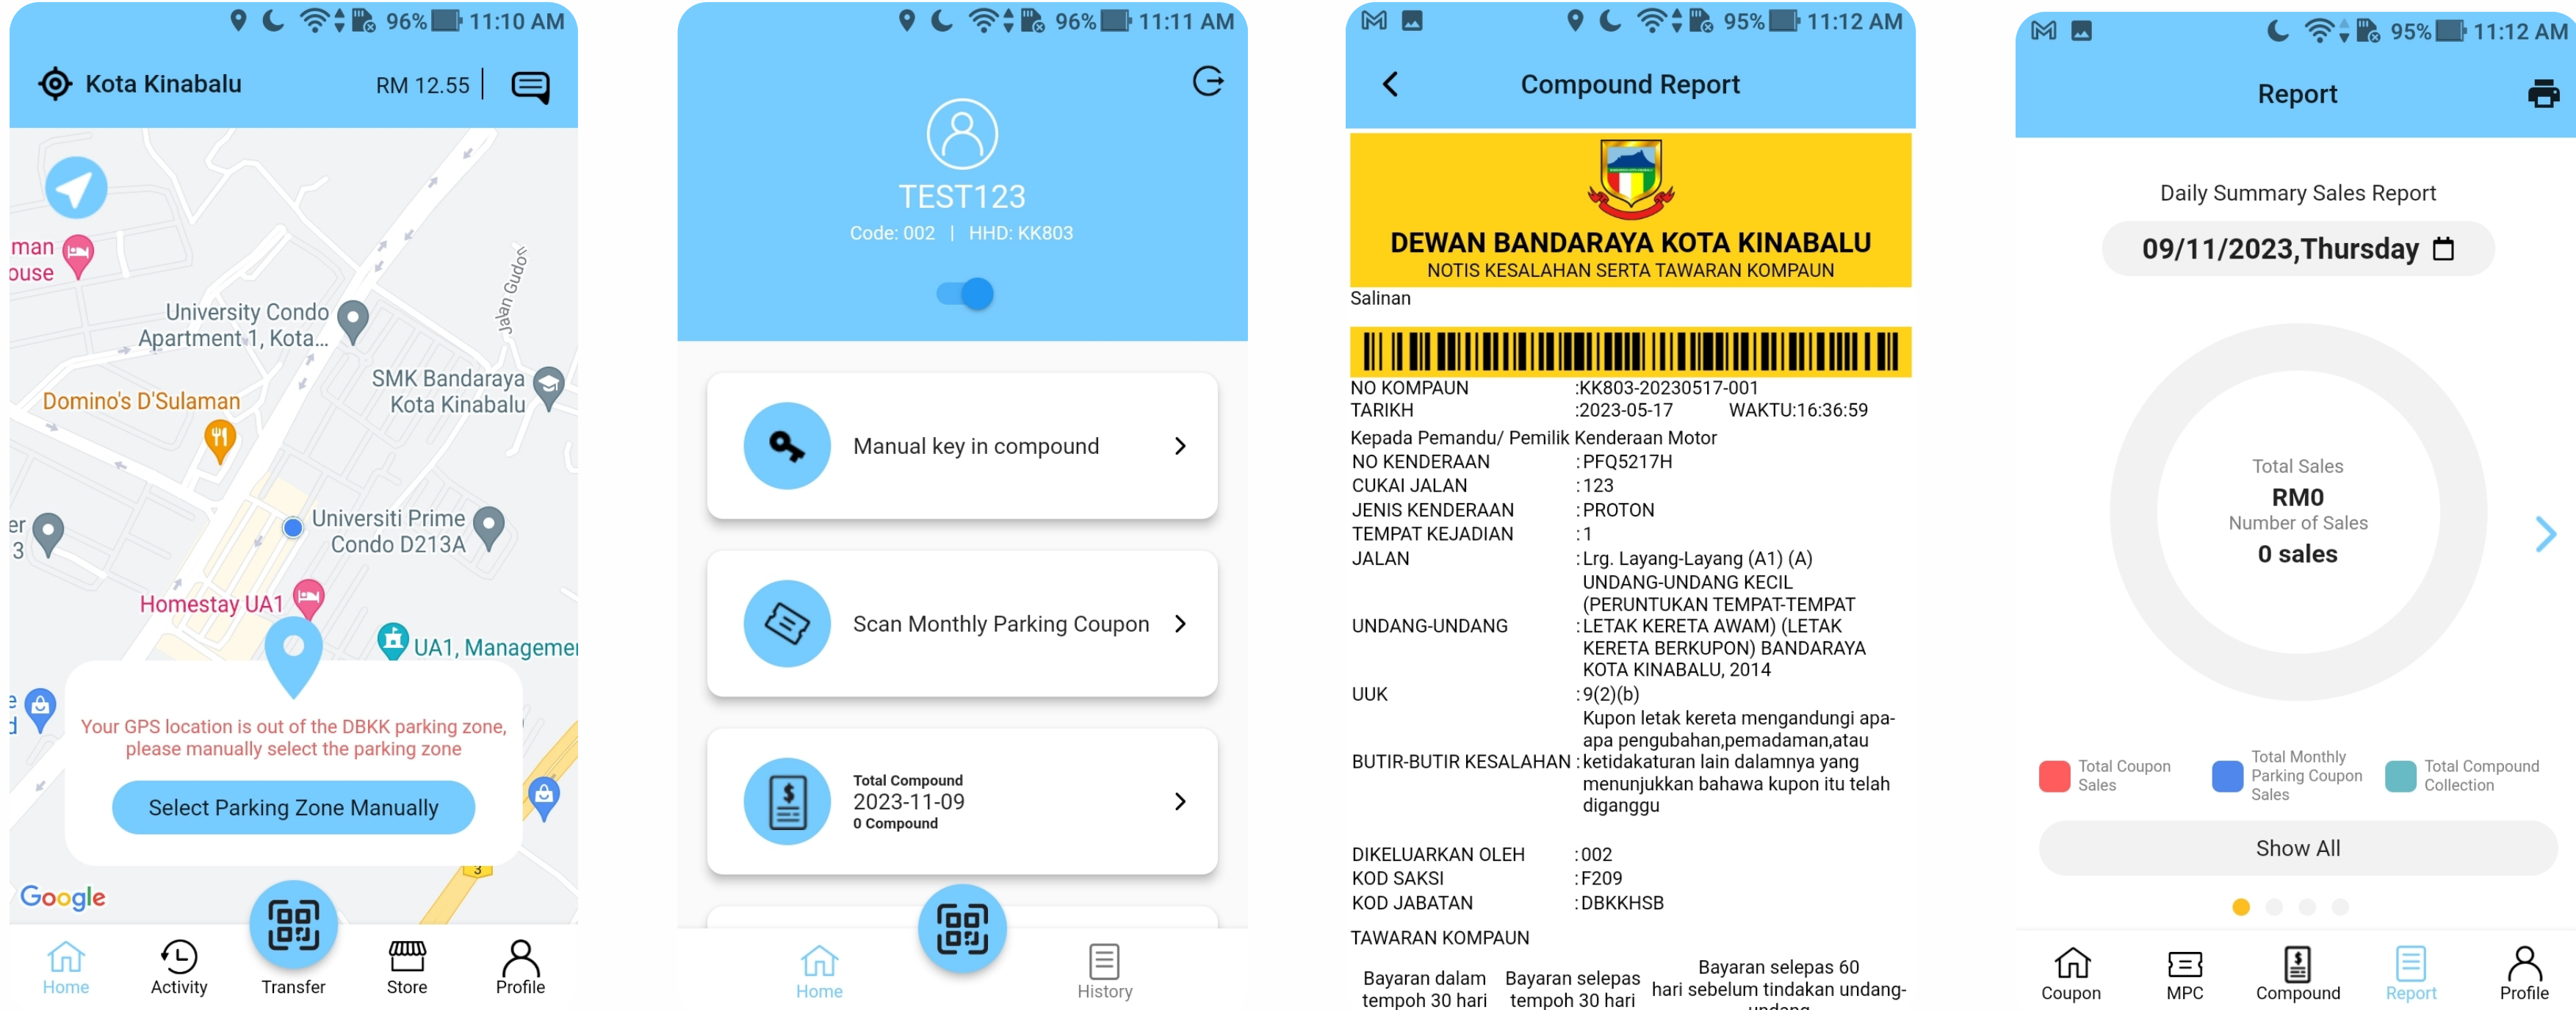 96% 11:10 AM
Kota Kinabalu
RM 12.55
man
ouse
University Condo
Apartment 1, Kota...
Jalan Gudon
SMK Bandaraya
Kota Kinabalu
Domino's D'Sulaman
er
3
Universiti Prime
Condo D213A
Homestay UA1
UA1, Managemen
e
d
Your GPS location is out of the DBKK parking zone,
please manually select the parking zone
Select Parking Zone Manually
3
Google
Home
Activity
Transfer
Store
Profile
96% 11:11 AM
TEST123
Code: 002 | HHD: KK803
Manual key in compound
Scan Monthly Parking Coupon
Total Compound
2023-11-09
0 Compound
Home
History
95% 11:12 AM
Compound Report
DEWAN BANDARAYA KOTA KINABALU
NOTIS KESALAHAN SERTA TAWARAN KOMPAUN
Salinan
NO KOMPAUN :KK803-20230517-001
TARIKH :2023-05-17 WAKTU:16:36:59
Kepada Pemandu/ Pemilik Kenderaan Motor
NO KENDERAAN :PFQ5217H
CUKAI JALAN :123
JENIS KENDERAAN :PROTON
TEMPAT KEJADIAN :1
JALAN :Lrg. Layang-Layang (A1) (A)
UNDANG-UNDANG KECIL
(PERUNTUKAN TEMPAT-TEMPAT
UNDANG-UNDANG :LETAK KERETA AWAM) (LETAK
KERETA BERKUPON) BANDARAYA
KOTA KINABALU, 2014
UUK :9(2)(b)
Kupon letak kereta mengandungi apa-
apa pengubahan,pemadaman,atau
BUTIR-BUTIR KESALAHAN :ketidakaturan lain dalamnya yang
menunjukkan bahawa kupon itu telah
diganggu
DIKELUARKAN OLEH :002
KOD SAKSI :F209
KOD JABATAN :DBKKHSB
TAWARAN KOMPAUN
Bayaran dalam
tempoh 30 hari
Bayaran selepas
tempoh 30 hari
Bayaran selepas 60
hari sebelum tindakan undang-
undang
95% 11:12 AM
Report
Daily Summary Sales Report
09/11/2023,Thursday
Total Sales
RM0
Number of Sales
0 sales
Total Coupon
Sales
Total Monthly
Parking Coupon
Sales
Total Compound
Collection
Show All
Coupon
MPC
Compound
Report
Profile